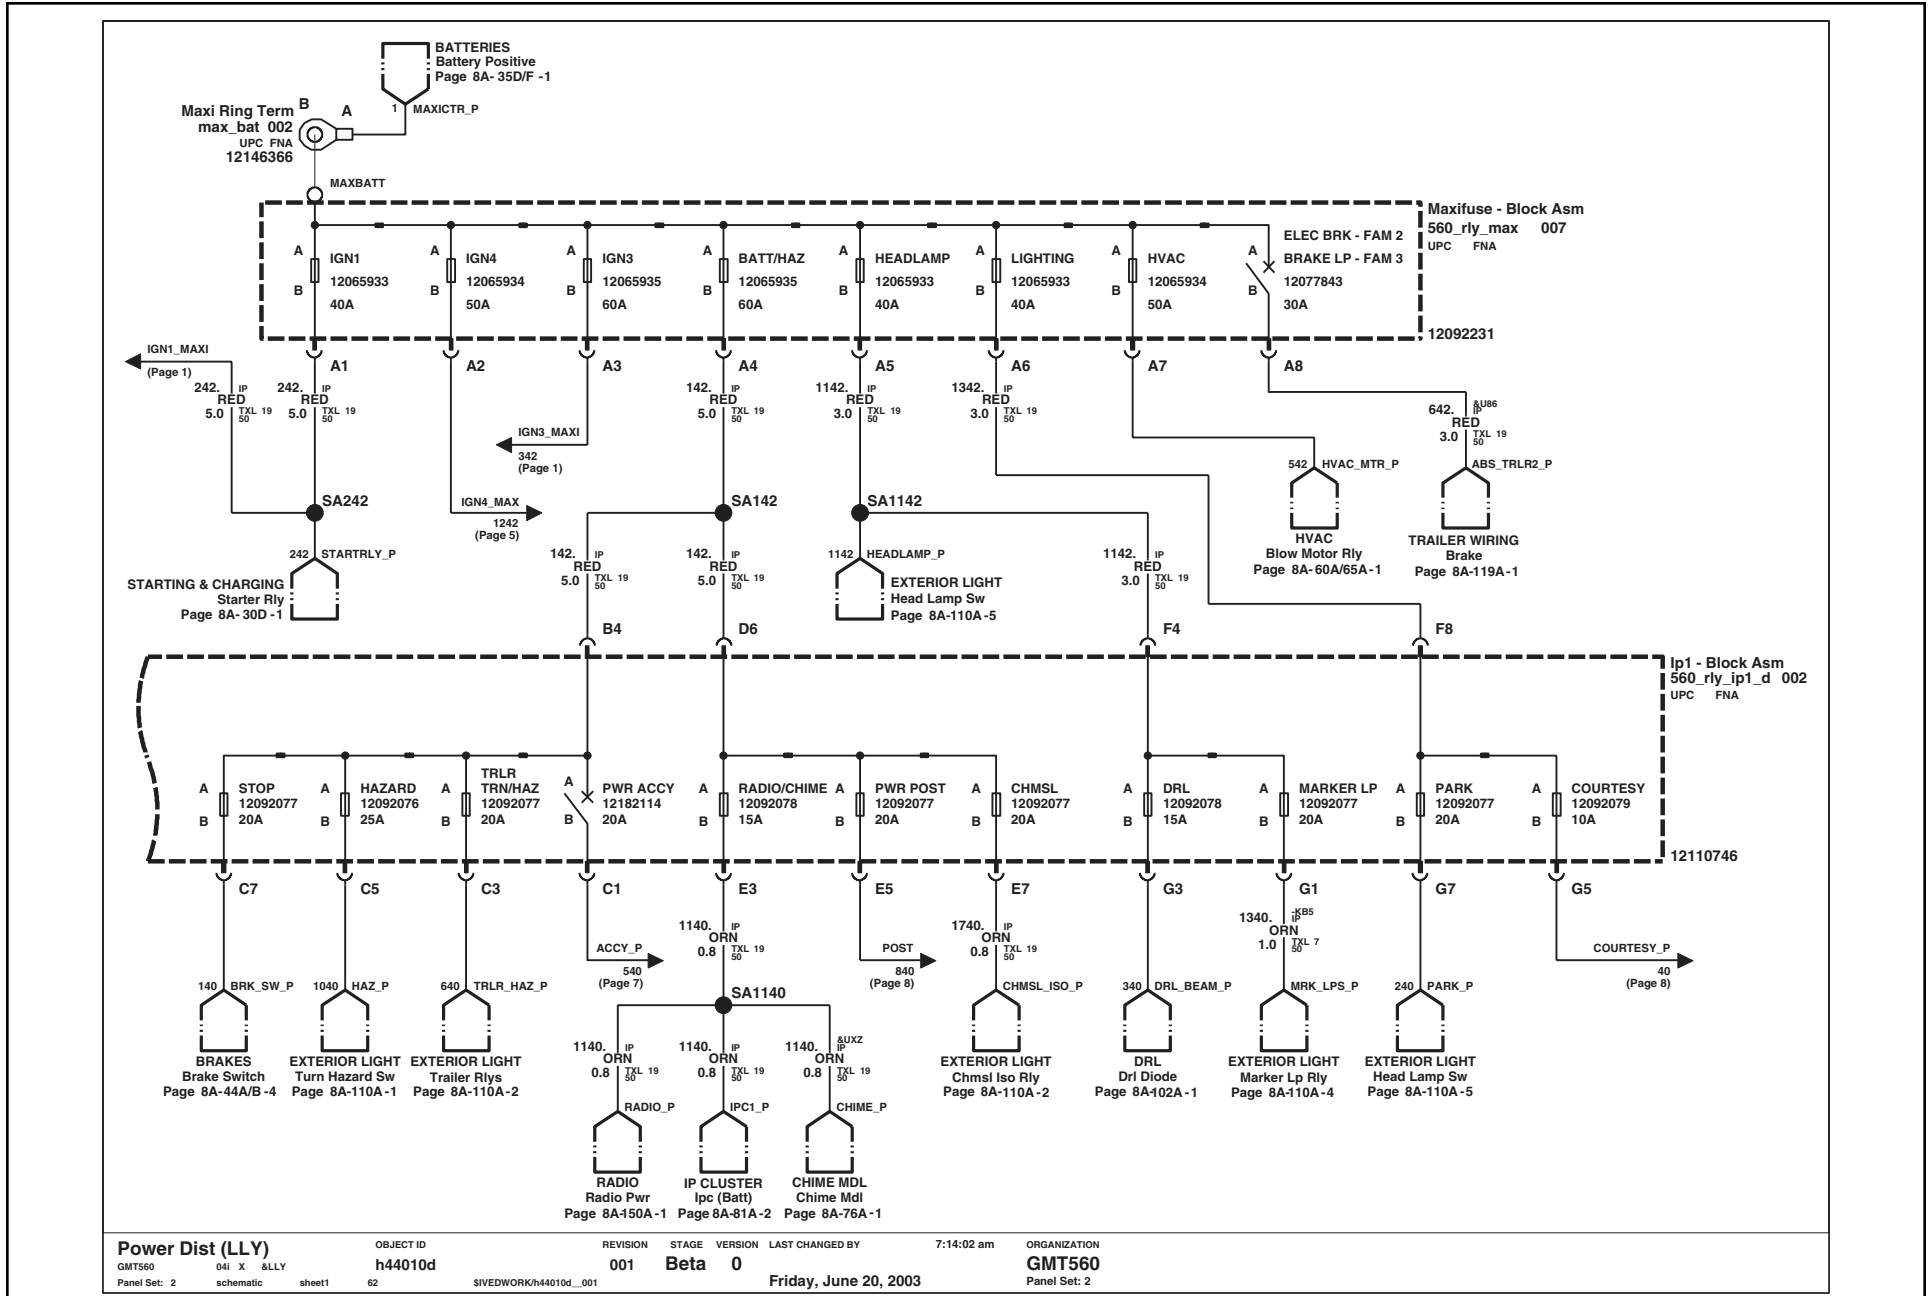 BATTERIES
Battery Positive
Page 8A- 35D/F -1
1 MAXICTR_P
Maxi Ring Term
max_bat 002
UPC FNA
12146366
B A
MAXBATT
Maxifuse - Block Asm
560_rly_max 007
UPC FNA
12092231
A
B
IGN1
12065933
40A
A
B
IGN4
12065934
50A
A
B
IGN3
12065935
60A
A
B
BATT/HAZ
12065935
60A
A
B
HEADLAMP
12065933
40A
A
B
LIGHTING
12065933
40A
A
B
HVAC
12065934
50A
A
B
ELEC BRK - FAM 2
BRAKE LP - FAM 3
12077843
30A
A1 A2 A3 A4 A5 A6 A7 A8
IGN1_MAXI
(Page 1)
242. IP
RED
5.0 TXL 19
50
242. IP
RED
5.0 TXL 19
50
142. IP
RED
5.0 TXL 19
50
1142. IP
RED
3.0 TXL 19
50
1342. IP
RED
3.0 TXL 19
50
&U86
642. IP
RED
3.0 TXL 19
50
IGN3_MAXI
342
(Page 1)
IGN4_MAX
1242
(Page 5)
542 HVAC_MTR_P
HVAC
Blow Motor Rly
Page 8A- 60A/65A-1
ABS_TRLR2_P
TRAILER WIRING
Brake
Page 8A-119A-1
SA242
SA142
SA1142
242 STARTRLY_P
STARTING & CHARGING
Starter Rly
Page 8A- 30D -1
142. IP
RED
5.0 TXL 19
50
142. IP
RED
5.0 TXL 19
50
1142 HEADLAMP_P
EXTERIOR LIGHT
Head Lamp Sw
Page 8A-110A-5
1142. IP
RED
3.0 TXL 19
50
B4 D6 F4 F8
Ip1 - Block Asm
560_rly_ip1_d 002
UPC FNA
12110746
A
B
STOP
12092077
20A
A
B
HAZARD
12092076
25A
A
B
TRLR
TRN/HAZ
12092077
20A
A
B
PWR ACCY
12182114
20A
A
B
RADIO/CHIME
12092078
15A
A
B
PWR POST
12092077
20A
A
B
CHMSL
12092077
20A
A
B
DRL
12092078
15A
A
B
MARKER LP
12092077
20A
A
B
PARK
12092077
20A
A
B
COURTESY
12092079
10A
C7 C5 C3 C1 E3 E5 E7 G3 G1 G7 G5
ACCY_P
540
(Page 7)
1140. IP
ORN
0.8 TXL 19
50
POST
840
(Page 8)
1740. IP
ORN
0.8 TXL 19
50
-KB5
1340. IP
ORN
1.0 TXL 7
50
COURTESY_P
40
(Page 8)
140 BRK_SW_P
BRAKES
Brake Switch
Page 8A-44A/B -4
1040 HAZ_P
EXTERIOR LIGHT
Turn Hazard Sw
Page 8A-110A -1
640 TRLR_HAZ_P
EXTERIOR LIGHT
Trailer Rlys
Page 8A-110A -2
SA1140
CHMSL_ISO_P
EXTERIOR LIGHT
Chmsl Iso Rly
Page 8A-110A -2
340 DRL_BEAM_P
DRL
Drl Diode
Page 8A-102A -1
MRK_LPS_P
EXTERIOR LIGHT
Marker Lp Rly
Page 8A-110A -4
240 PARK_P
EXTERIOR LIGHT
Head Lamp Sw
Page 8A-110A -5
1140. IP
ORN
0.8 TXL 19
50
1140. IP
ORN
0.8 TXL 19
50
&UXZ
1140. IP
ORN
0.8 TXL 19
50
RADIO_P
RADIO
Radio Pwr
Page 8A-150A -1
IPC1_P
IP CLUSTER
Ipc (Batt)
Page 8A-81A -2
CHIME_P
CHIME MDL
Chime Mdl
Page 8A-76A -1
Power Dist (LLY)
GMT560 04i X &LLY
Panel Set: 2 schematic sheet1 62
OBJECT ID
h44010d
$IVEDWORK/h44010d__001
REVISION
001
STAGE
Beta
VERSION
0
LAST CHANGED BY
7:14:02 am
Friday, June 20, 2003
ORGANIZATION
GMT560
Panel Set: 2